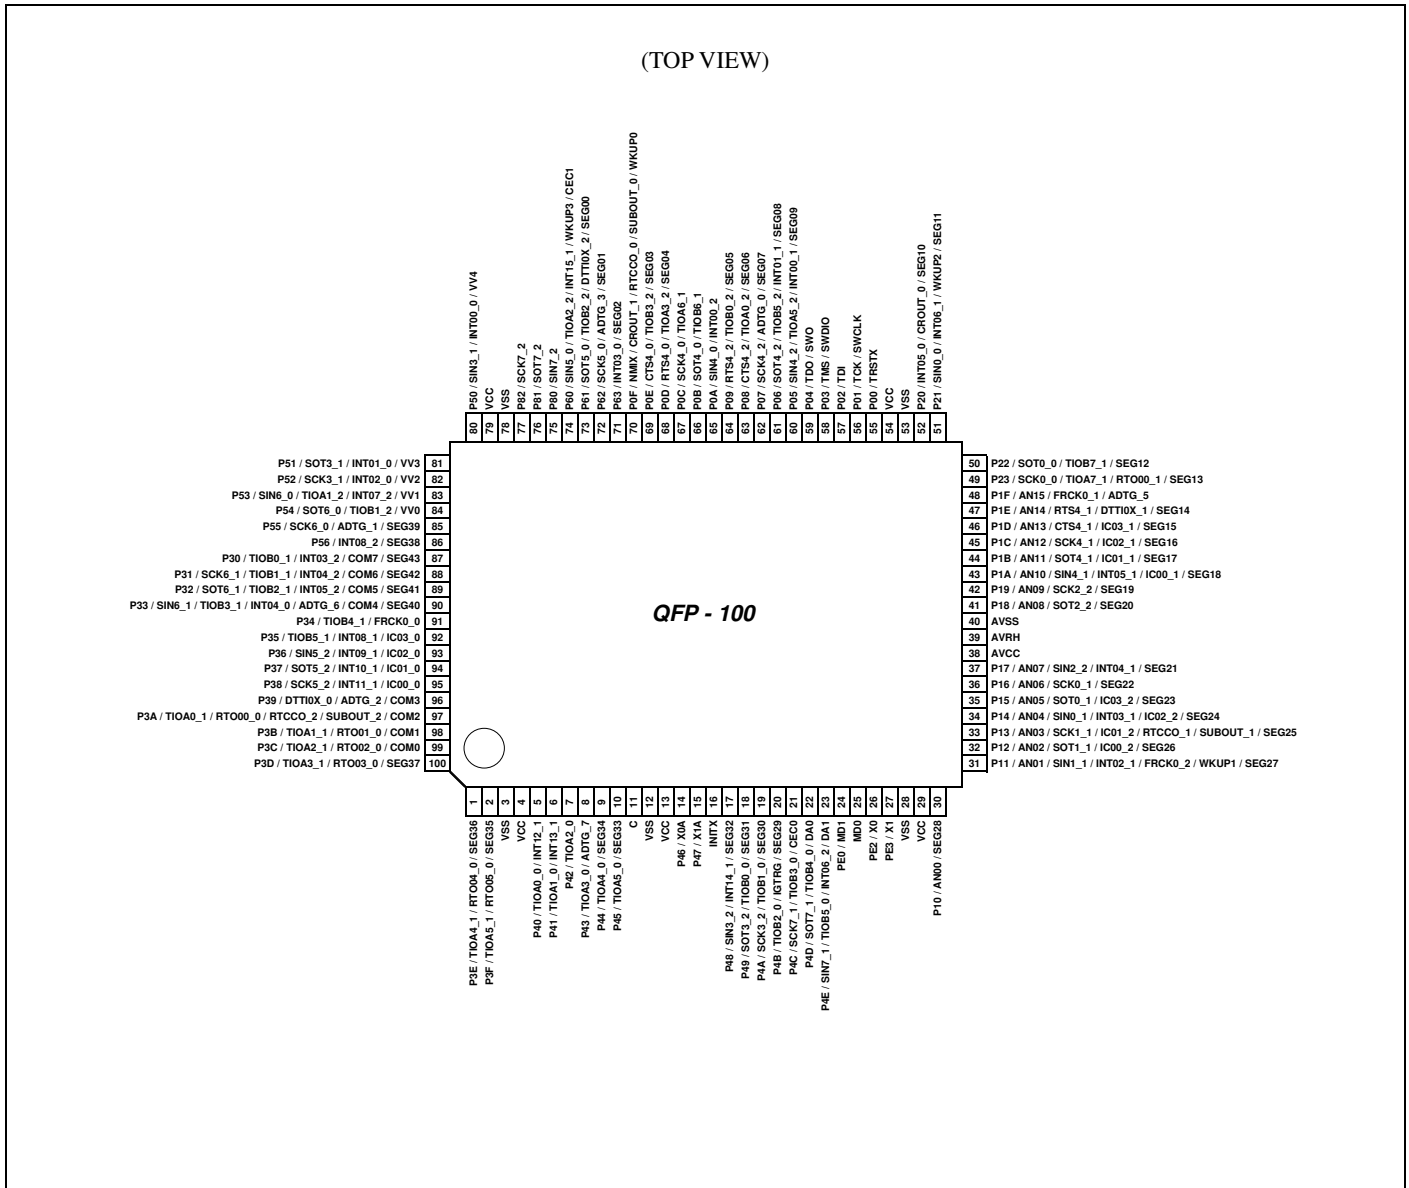 (TOP VIEW)
P50 / SIN3_1 / INT00_0 / VV4
VCC
VSS
P82 / SCK7_2
P81 / SOT7_2
P80 / SIN7_2
P60 / SIN5_0 / TIOA2_2 / INT15_1 / WKUP3 / CEC1
P61 / SOT5_0 / TIOB2_2 / DTTI0X_2 / SEG00
P62 / SCK5_0 / ADTG_3 / SEG01
P63 / INT03_0 / SEG02
P0F / NMIX / CROUT_1 / RTCCO_0 / SUBOUT_0 / WKUP0
P0E / CTS4_0 / TIOB3_2 / SEG03
P0D / RTS4_0 / TIOA3_2 / SEG04
P0C / SCK4_0 / TIOA6_1
P0B / SOT4_0 / TIOB6_1
P0A / SIN4_0 / INT00_2
P09 / RTS4_2 / TIOB0_2 / SEG05
P08 / CTS4_2 / TIOA0_2 / SEG06
P07 / SCK4_2 / ADTG_0 / SEG07
P06 / SOT4_2 / TIOB5_2 / INT01_1 / SEG08
P05 / SIN4_2 / TIOA5_2 / INT00_1 / SEG09
P04 / TDO / SWO
P03 / TMS / SWDIO
P02 / TDI
P01 / TCK / SWCLK
P00 / TRSTX
VCC
VSS
P20 / INT05_0 / CROUT_0 / SEG10
P21 / SIN0_0 / INT06_1 / WKUP2 / SEG11
80 79 78 77 76 75 74 73 72 71 70 69 68 67 66 65 64 63 62 61 60 59 58 57 56 55 54 53 52 51
P51 / SOT3_1 / INT01_0 / VV3 81
P52 / SCK3_1 / INT02_0 / VV2 82
P53 / SIN6_0 / TIOA1_2 / INT07_2 / VV1 83
P54 / SOT6_0 / TIOB1_2 / VV0 84
P55 / SCK6_0 / ADTG_1 / SEG39 85
P56 / INT08_2 / SEG38 86
P30 / TIOB0_1 / INT03_2 / COM7 / SEG43 87
P31 / SCK6_1 / TIOB1_1 / INT04_2 / COM6 / SEG42 88
P32 / SOT6_1 / TIOB2_1 / INT05_2 / COM5 / SEG41 89
P33 / SIN6_1 / TIOB3_1 / INT04_0 / ADTG_6 / COM4 / SEG40 90
P34 / TIOB4_1 / FRCK0_0 91
P35 / TIOB5_1 / INT08_1 / IC03_0 92
P36 / SIN5_2 / INT09_1 / IC02_0 93
P37 / SOT5_2 / INT10_1 / IC01_0 94
P38 / SCK5_2 / INT11_1 / IC00_0 95
P39 / DTTI0X_0 / ADTG_2 / COM3 96
P3A / TIOA0_1 / RTO00_0 / RTCCO_2 / SUBOUT_2 / COM2 97
P3B / TIOA1_1 / RTO01_0 / COM1 98
P3C / TIOA2_1 / RTO02_0 / COM0 99
P3D / TIOA3_1 / RTO03_0 / SEG37 100
QFP - 100
50 P22 / SOT0_0 / TIOB7_1 / SEG12
49 P23 / SCK0_0 / TIOA7_1 / RTO00_1 / SEG13
48 P1F / AN15 / FRCK0_1 / ADTG_5
47 P1E / AN14 / RTS4_1 / DTTI0X_1 / SEG14
46 P1D / AN13 / CTS4_1 / IC03_1 / SEG15
45 P1C / AN12 / SCK4_1 / IC02_1 / SEG16
44 P1B / AN11 / SOT4_1 / IC01_1 / SEG17
43 P1A / AN10 / SIN4_1 / INT05_1 / IC00_1 / SEG18
42 P19 / AN09 / SCK2_2 / SEG19
41 P18 / AN08 / SOT2_2 / SEG20
40 AVSS
39 AVRH
38 AVCC
37 P17 / AN07 / SIN2_2 / INT04_1 / SEG21
36 P16 / AN06 / SCK0_1 / SEG22
35 P15 / AN05 / SOT0_1 / IC03_2 / SEG23
34 P14 / AN04 / SIN0_1 / INT03_1 / IC02_2 / SEG24
33 P13 / AN03 / SCK1_1 / IC01_2 / RTCCO_1 / SUBOUT_1 / SEG25
32 P12 / AN02 / SOT1_1 / IC00_2 / SEG26
31 P11 / AN01 / SIN1_1 / INT02_1 / FRCK0_2 / WKUP1 / SEG27
1 2 3 4 5 6 7 8 9 10 11 12 13 14 15 16 17 18 19 20 21 22 23 24 25 26 27 28 29 30
P3E / TIOA4_1 / RTO04_0 / SEG36
P3F / TIOA5_1 / RTO05_0 / SEG35
VSS
VCC
P40 / TIOA0_0 / INT12_1
P41 / TIOA1_0 / INT13_1
P42 / TIOA2_0
P43 / TIOA3_0 / ADTG_7
P44 / TIOA4_0 / SEG34
P45 / TIOA5_0 / SEG33
C
VSS
VCC
P46 / X0A
P47 / X1A
INITX
P48 / SIN3_2 / INT14_1 / SEG32
P49 / SOT3_2 / TIOB0_0 / SEG31
P4A / SCK3_2 / TIOB1_0 / SEG30
P4B / TIOB2_0 / IGTRG / SEG29
P4C / SCK7_1 / TIOB3_0 / CEC0
P4D / SOT7_1 / TIOB4_0 / DA0
P4E / SIN7_1 / TIOB5_0 / INT06_2 / DA1
PE0 / MD1
MD0
PE2 / X0
PE3 / X1
VSS
VCC
P10 / AN00 / SEG28